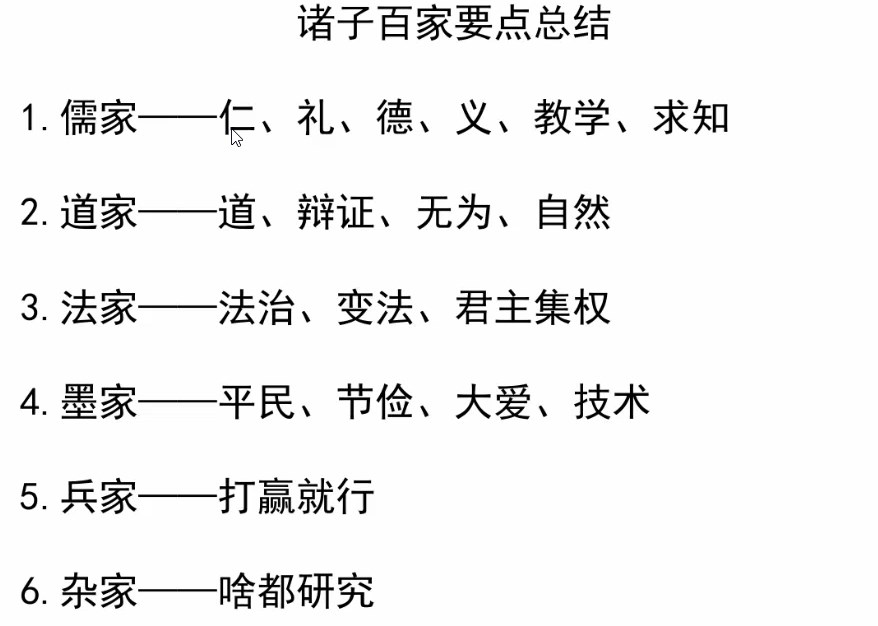 诸子百家要点总结
1.儒家——仁、礼、德、义、教学、求知
2.道家——道、辩证、无为、自然
3.法家——法治、变法、君主集权
4.墨家——平民、节俭、大爱、技术
5.兵家——打赢就行
6.杂家——啥都研究